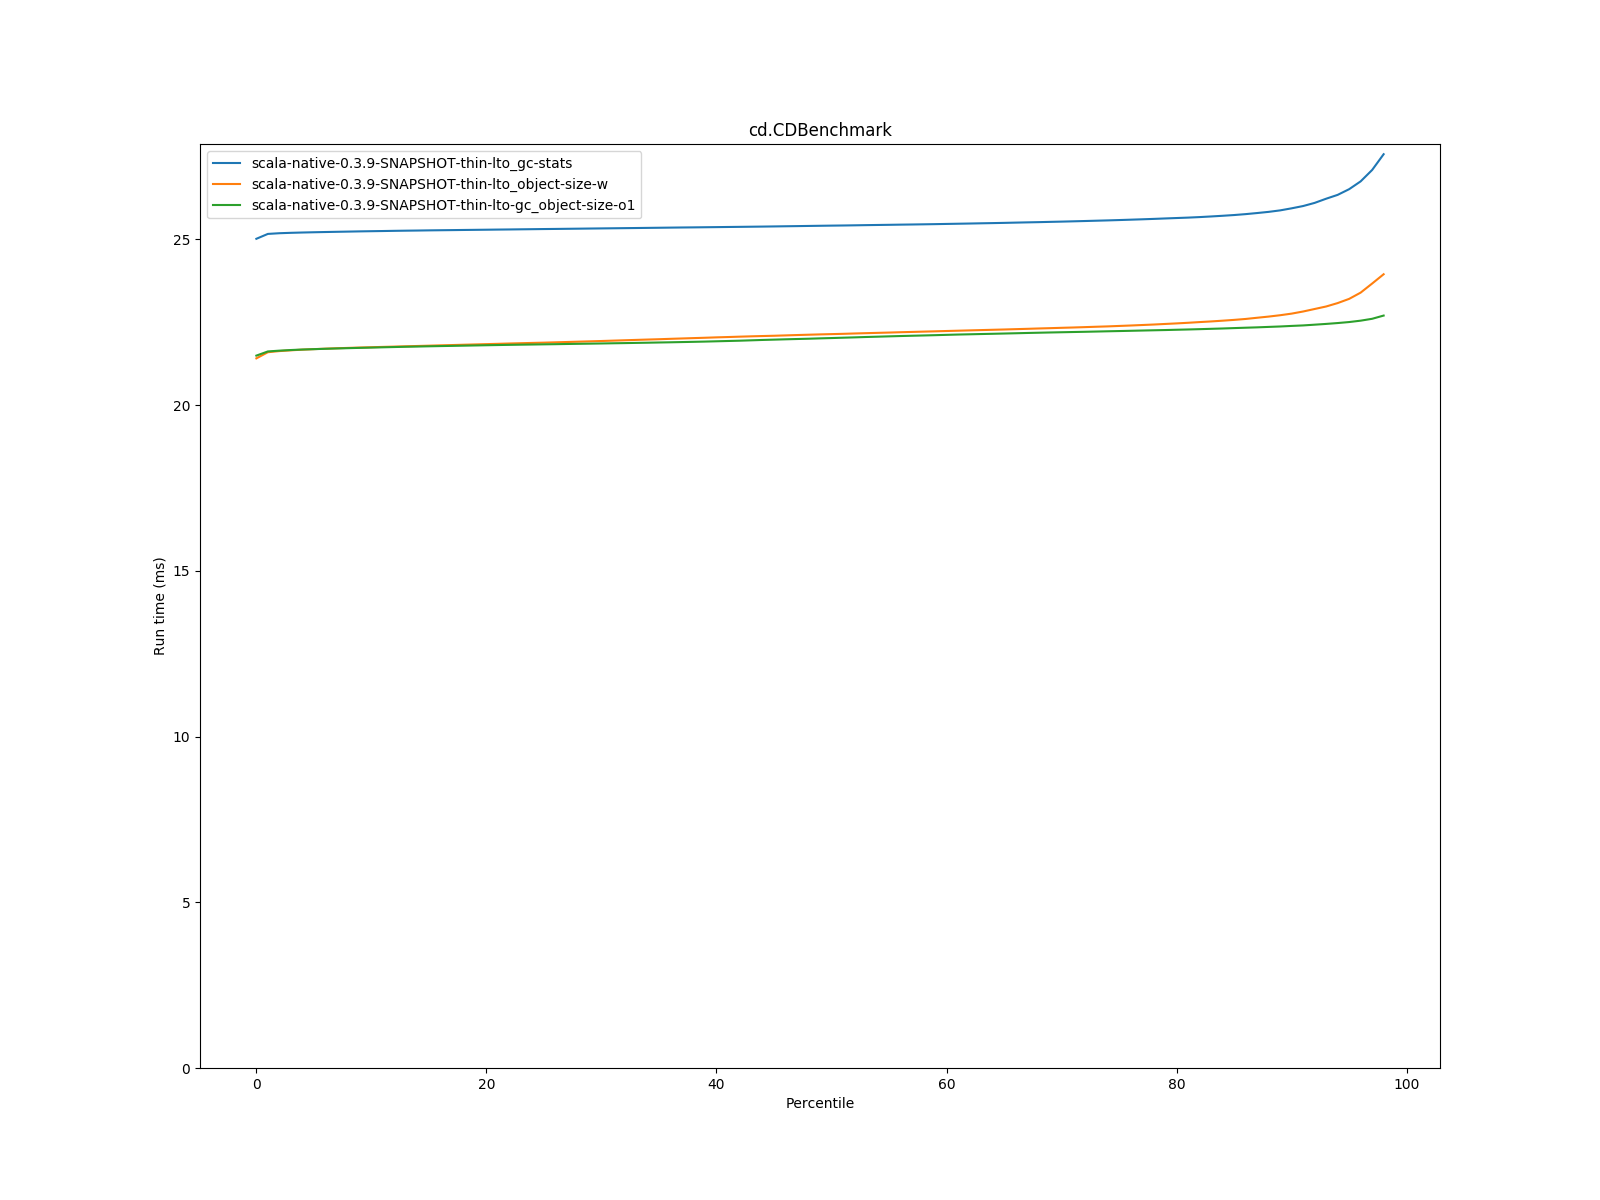 cd.CDBenchmark
scala-native-0.3.9-SNAPSHOT-thin-lto_gc-stats
scala-native-0.3.9-SNAPSHOT-thin-lto_object-size-w
scala-native-0.3.9-SNAPSHOT-thin-lto-gc_object-size-o1
25
20
15
10
5
0
Run time (ms)
0 20 40 60 80 100
Percentile